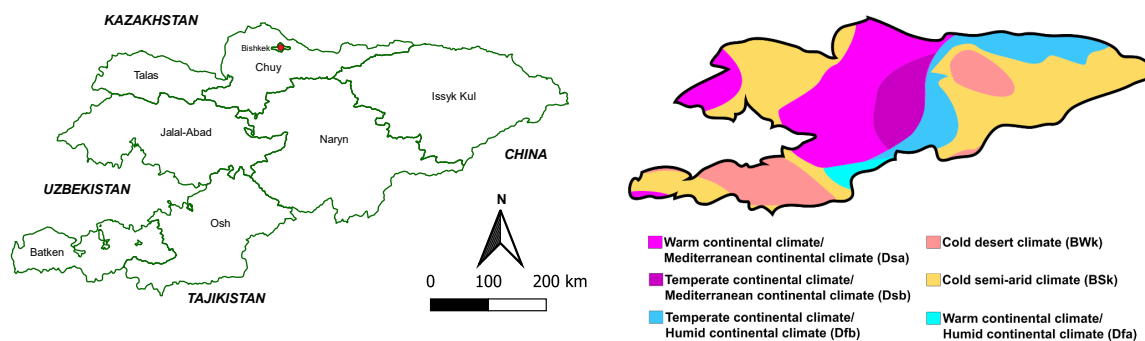 KAZAKHSTAN
Bishkek
Chuy
Talas
Issyk Kul
Jalal-Abad
Naryn
CHINA
UZBEKISTAN
Osh
Batken
TAJIKISTAN
N
0 100 200 km
Warm continental climate/
Mediterranean continental climate (Dsa)
Temperate continental climate/
Mediterranean continental climate (Dsb)
Temperate continental climate/
Humid continental climate (Dfb)
Cold desert climate (BWk)
Cold semi-arid climate (BSk)
Warm continental climate/
Humid continental climate (Dfa)